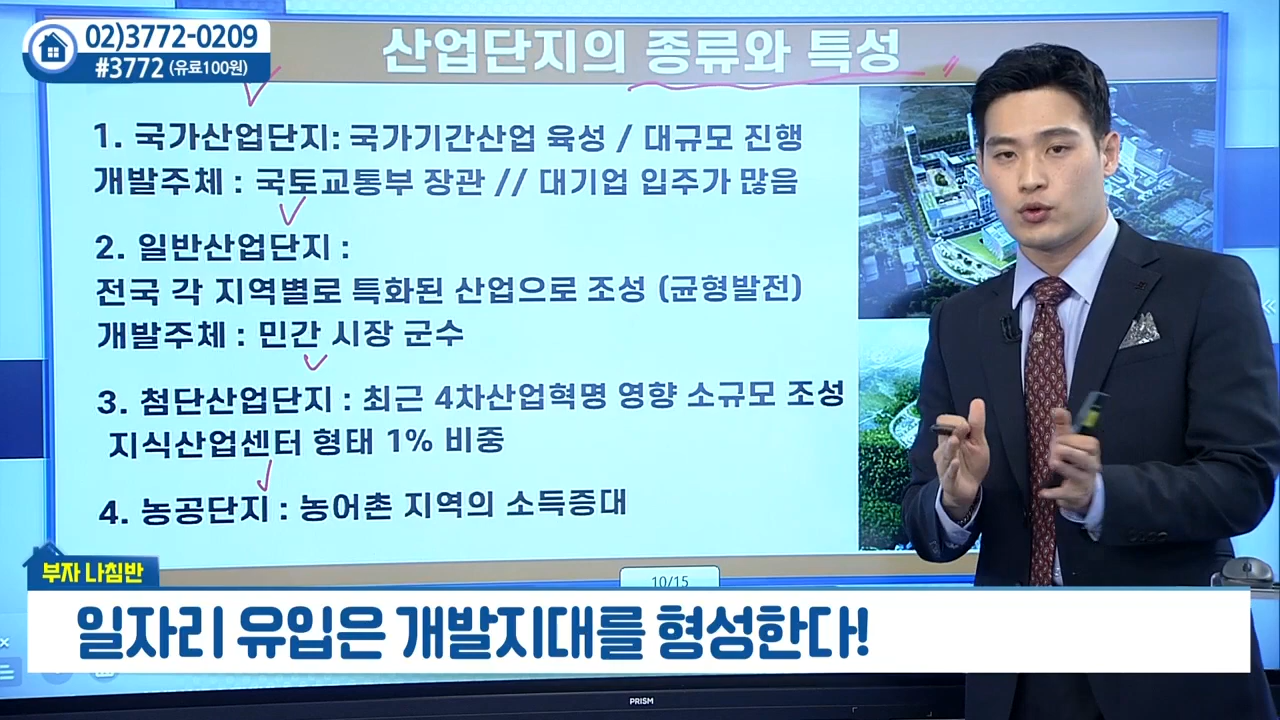 02)3772-0209
#3772 (유료100원)
산업단지의 종류와 특성
1. 국가산업단지: 국가기간산업 육성 / 대규모 진행
개발주체 : 국토교통부 장관 // 대기업 입주가 많음
2. 일반산업단지 :
전국 각 지역별로 특화된 산업으로 조성 (균형발전)
개발주체 : 민간 시장 군수
3. 첨단산업단지 : 최근 4차산업혁명 영향 소규모 조성
지식산업센터 형태 1% 비중
4. 농공단지 : 농어촌 지역의 소득증대
10/15
부자 나침반
일자리 유입은 개발지대를 형성한다!
PRISM